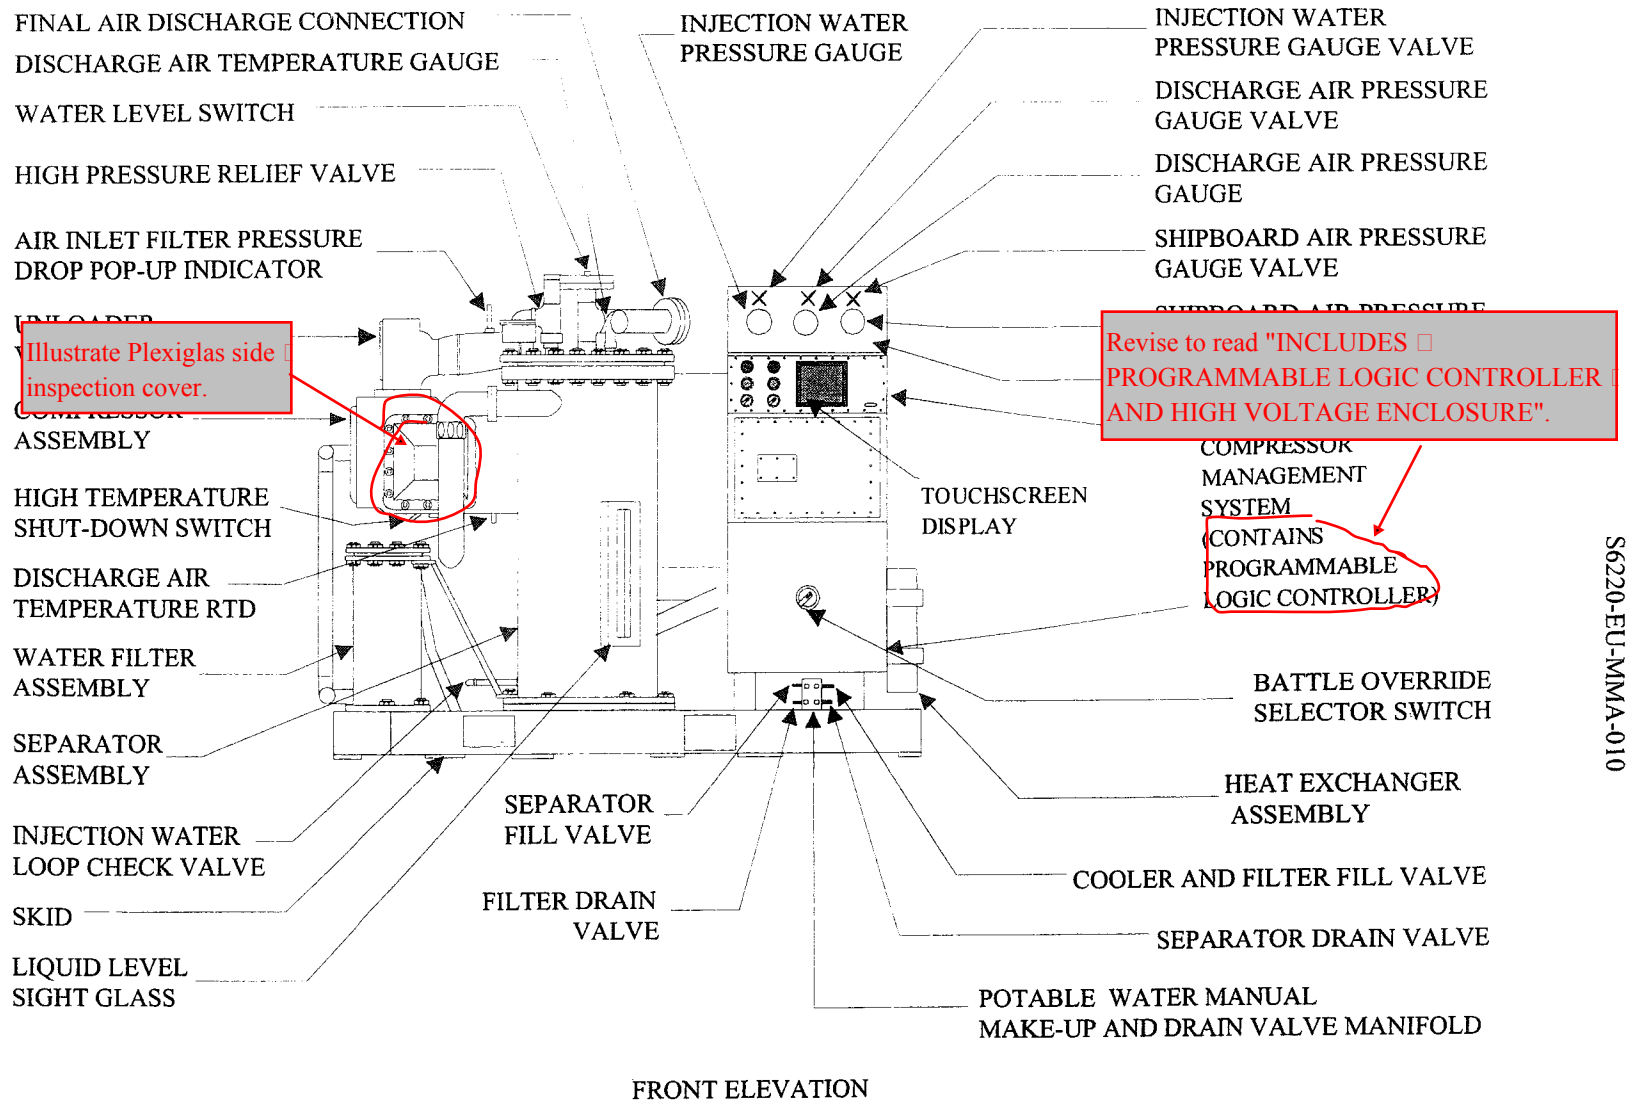 FINAL AIR DISCHARGE CONNECTION
DISCHARGE AIR TEMPERATURE GAUGE
WATER LEVEL SWITCH
HIGH PRESSURE RELIEF VALVE
AIR INLET FILTER PRESSURE
DROP POP-UP INDICATOR
UNLOADER
Illustrate Plexiglas side
inspection cover.
COMPRESSOR
ASSEMBLY
HIGH TEMPERATURE
SHUT-DOWN SWITCH
DISCHARGE AIR
TEMPERATURE RTD
WATER FILTER
ASSEMBLY
SEPARATOR
ASSEMBLY
INJECTION WATER
LOOP CHECK VALVE
SKID
LIQUID LEVEL
SIGHT GLASS
INJECTION WATER
PRESSURE GAUGE
INJECTION WATER
PRESSURE GAUGE VALVE
DISCHARGE AIR PRESSURE
GAUGE VALVE
DISCHARGE AIR PRESSURE
GAUGE
SHIPBOARD AIR PRESSURE
GAUGE VALVE
SHIPBOARD AIR PRESSURE
Revise to read "INCLUDES
PROGRAMMABLE LOGIC CONTROLLER
AND HIGH VOLTAGE ENCLOSURE".
COMPRESSOR
MANAGEMENT
SYSTEM
(CONTAINS
PROGRAMMABLE
LOGIC CONTROLLER)
TOUCHSCREEN
DISPLAY
BATTLE OVERRIDE
SELECTOR SWITCH
HEAT EXCHANGER
ASSEMBLY
SEPARATOR
FILL VALVE
FILTER DRAIN
VALVE
COOLER AND FILTER FILL VALVE
SEPARATOR DRAIN VALVE
POTABLE WATER MANUAL
MAKE-UP AND DRAIN VALVE MANIFOLD
S6220-EU-MMA-010
FRONT ELEVATION